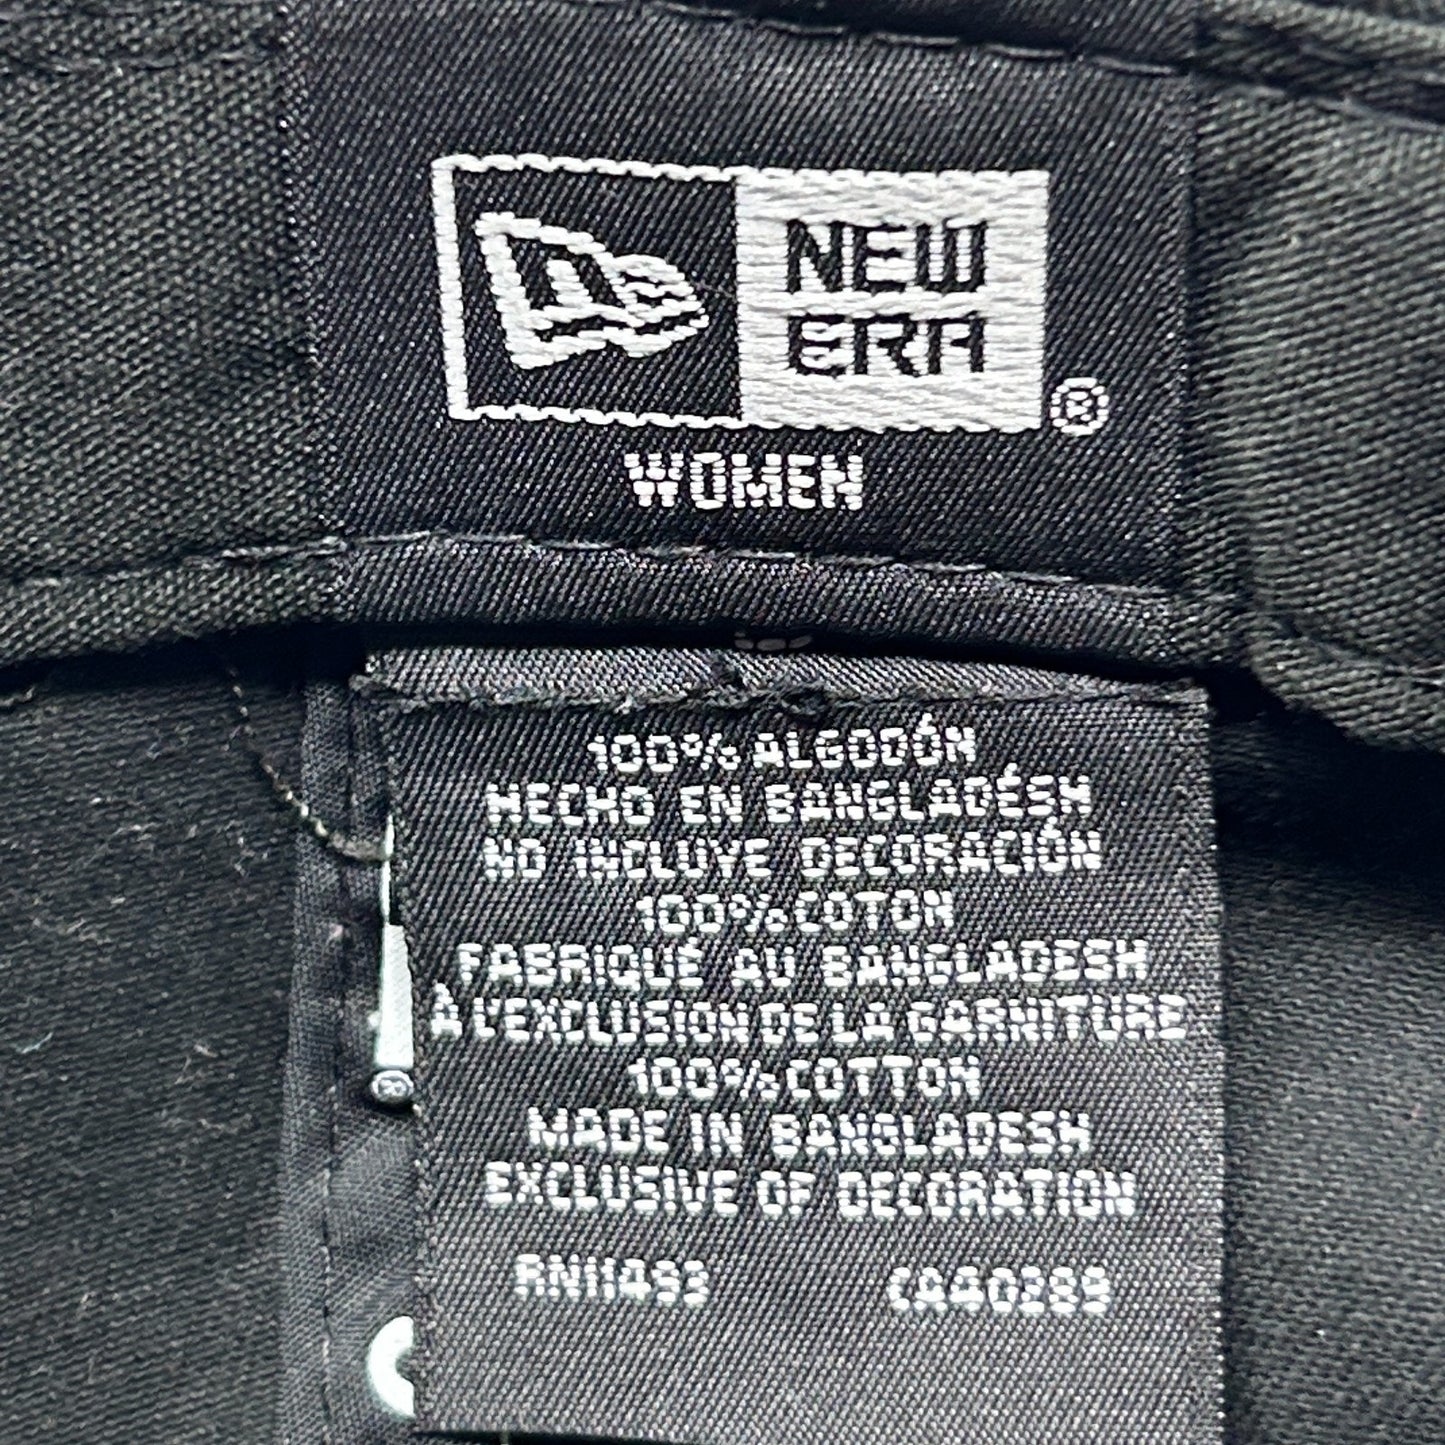 NEW
ERA
®
WOMEN
100% ALGODÓN
HECHO EN BANGLADÉSH
NO INCLUYE DECORACIÓN
100% COTON
FABRIQUÉ AU BANGLADESH
À L'EXCLUSION DE LA GARNITURE
100% COTTON
MADE IN BANGLADESH
EXCLUSIVE OF DECORATION
RN11493 CA40289
®